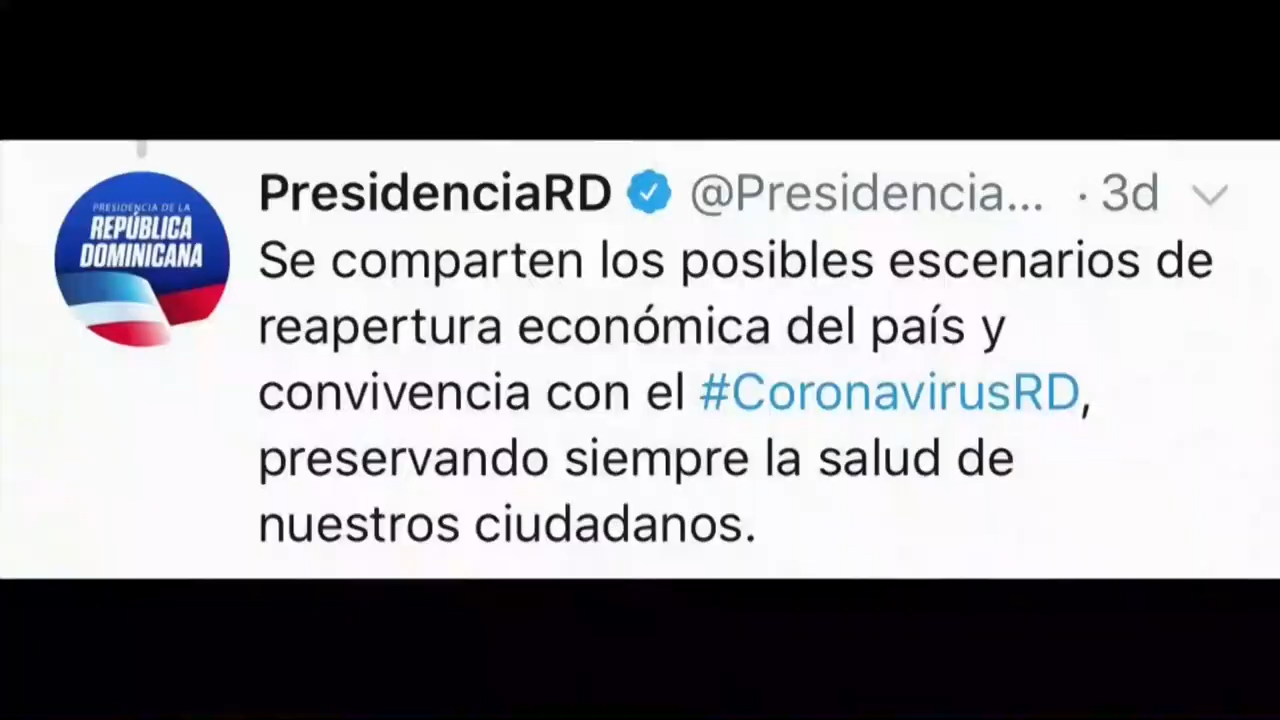 PRESIDENCIA DE LA
REPÚBLICA
DOMINICANA
PresidenciaRD @Presidencia... · 3d
Se comparten los posibles escenarios de
reapertura económica del país y
convivencia con el #CoronavirusRD,
preservando siempre la salud de
nuestros ciudadanos.